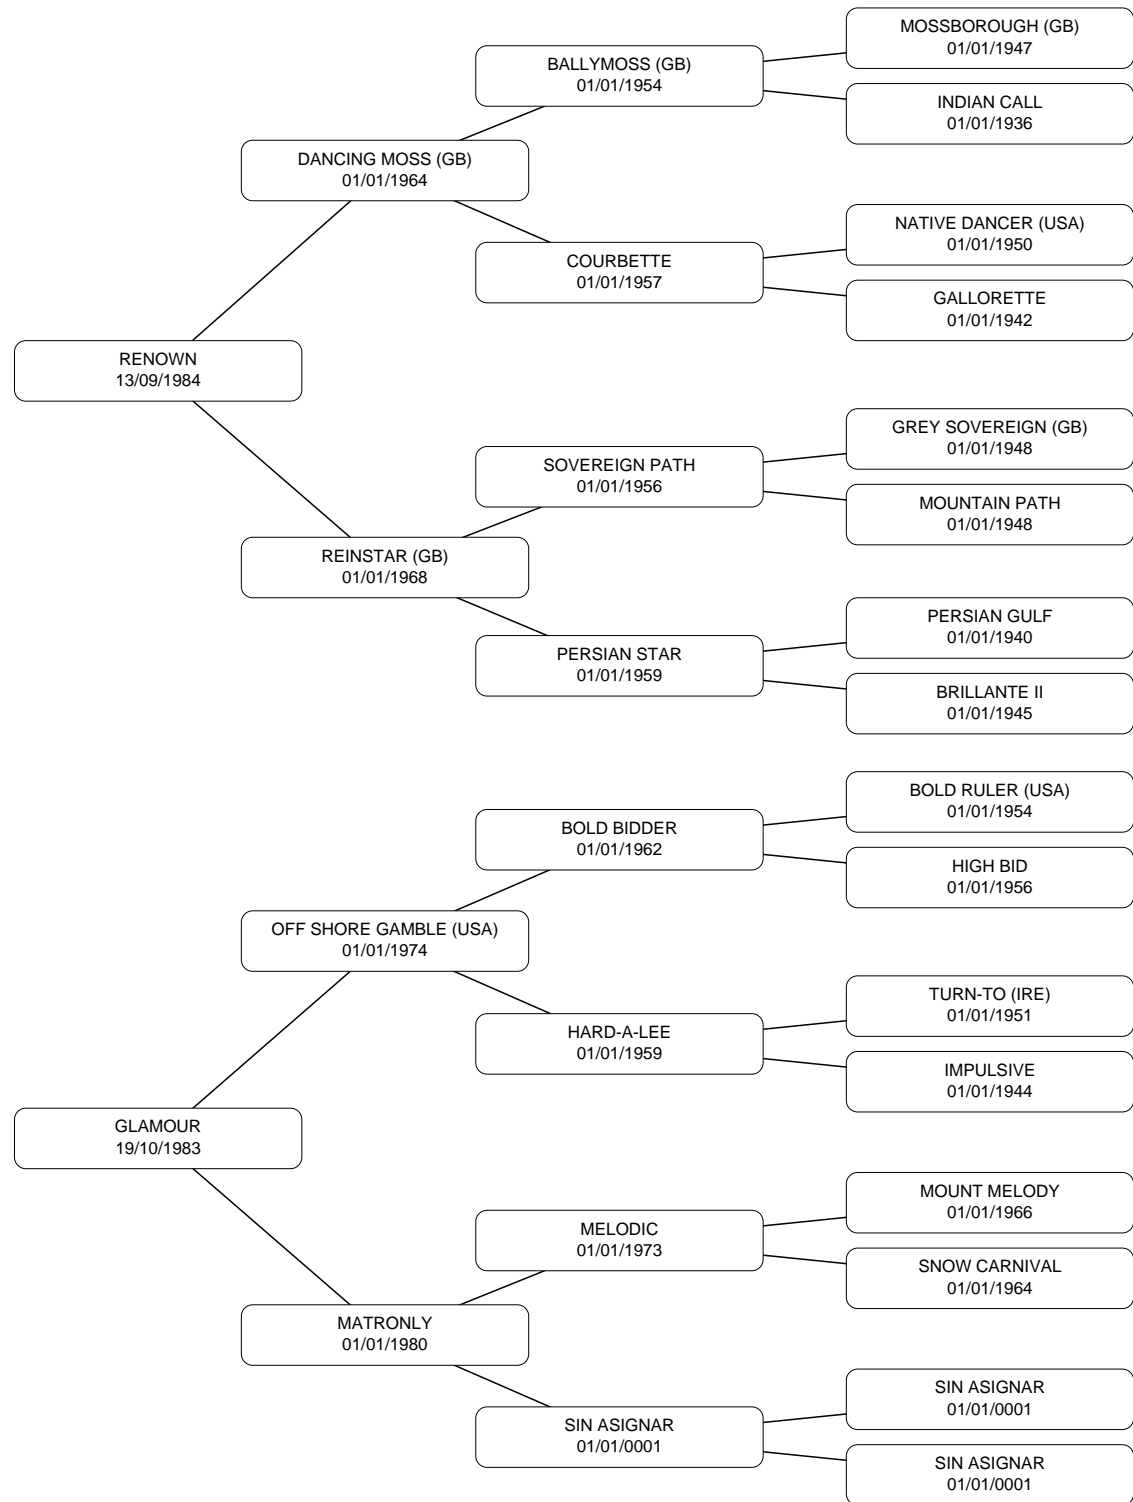 MOSSBOROUGH (GB)
01/01/1947
BALLYMOSS (GB)
01/01/1954
INDIAN CALL
01/01/1936
DANCING MOSS (GB)
01/01/1964
NATIVE DANCER (USA)
01/01/1950
COURBETTE
01/01/1957
GALLORETTE
01/01/1942
RENOWN
13/09/1984
GREY SOVEREIGN (GB)
01/01/1948
SOVEREIGN PATH
01/01/1956
MOUNTAIN PATH
01/01/1948
REINSTAR (GB)
01/01/1968
PERSIAN GULF
01/01/1940
PERSIAN STAR
01/01/1959
BRILLANTE II
01/01/1945
BOLD RULER (USA)
01/01/1954
BOLD BIDDER
01/01/1962
HIGH BID
01/01/1956
OFF SHORE GAMBLE (USA)
01/01/1974
TURN-TO (IRE)
01/01/1951
HARD-A-LEE
01/01/1959
IMPULSIVE
01/01/1944
GLAMOUR
19/10/1983
MOUNT MELODY
01/01/1966
MELODIC
01/01/1973
SNOW CARNIVAL
01/01/1964
MATRONLY
01/01/1980
SIN ASIGNAR
01/01/0001
SIN ASIGNAR
01/01/0001
SIN ASIGNAR
01/01/0001